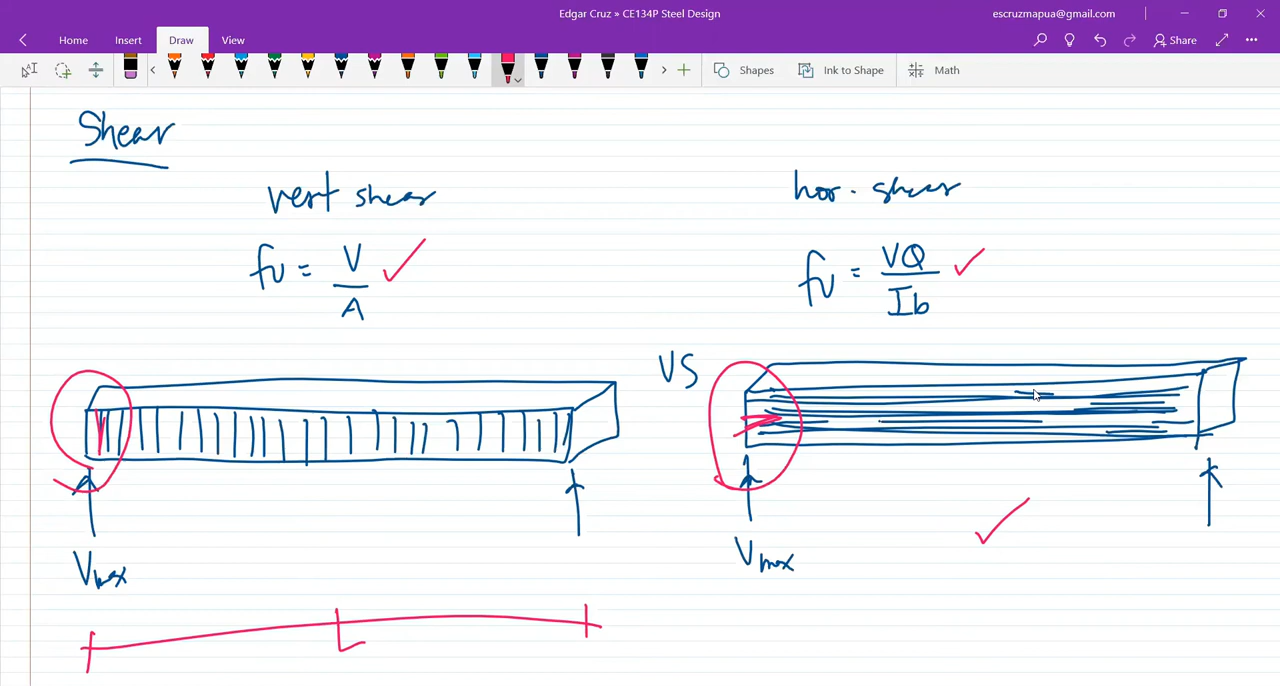 Edgar Cruz » CE134P Steel Design
escruzmapua@gmail.com
Home Insert Draw View
Share
Shapes Ink to Shape Math
Shear
vert shear
fv = V
A
hor. shear
fv = VQ
Ib
VS
Vmax
Vmax